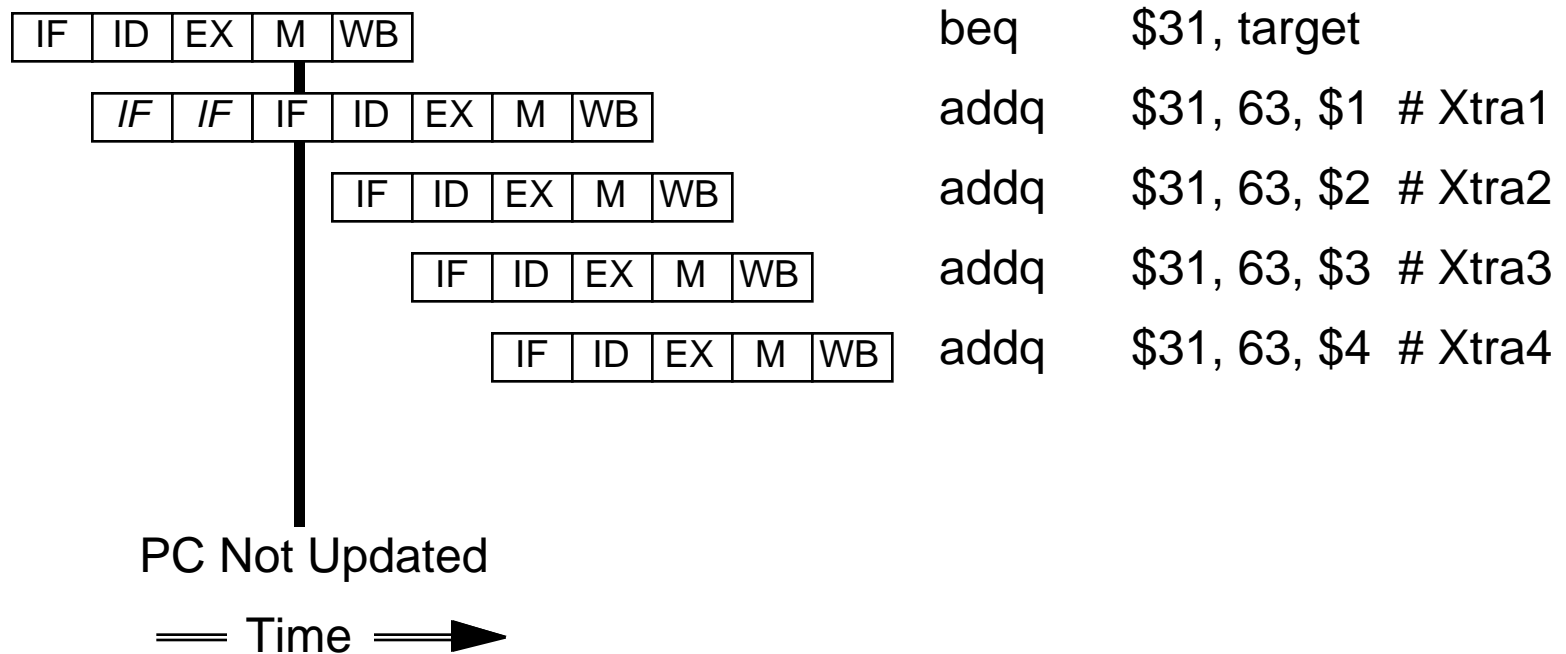 IF ID EX M WB beq $31, target
IF IF IF ID EX M WB addq $31, 63, $1 # Xtra1
IF ID EX M WB addq $31, 63, $2 # Xtra2
IF ID EX M WB addq $31, 63, $3 # Xtra3
IF ID EX M WB addq $31, 63, $4 # Xtra4
PC Not Updated
Time